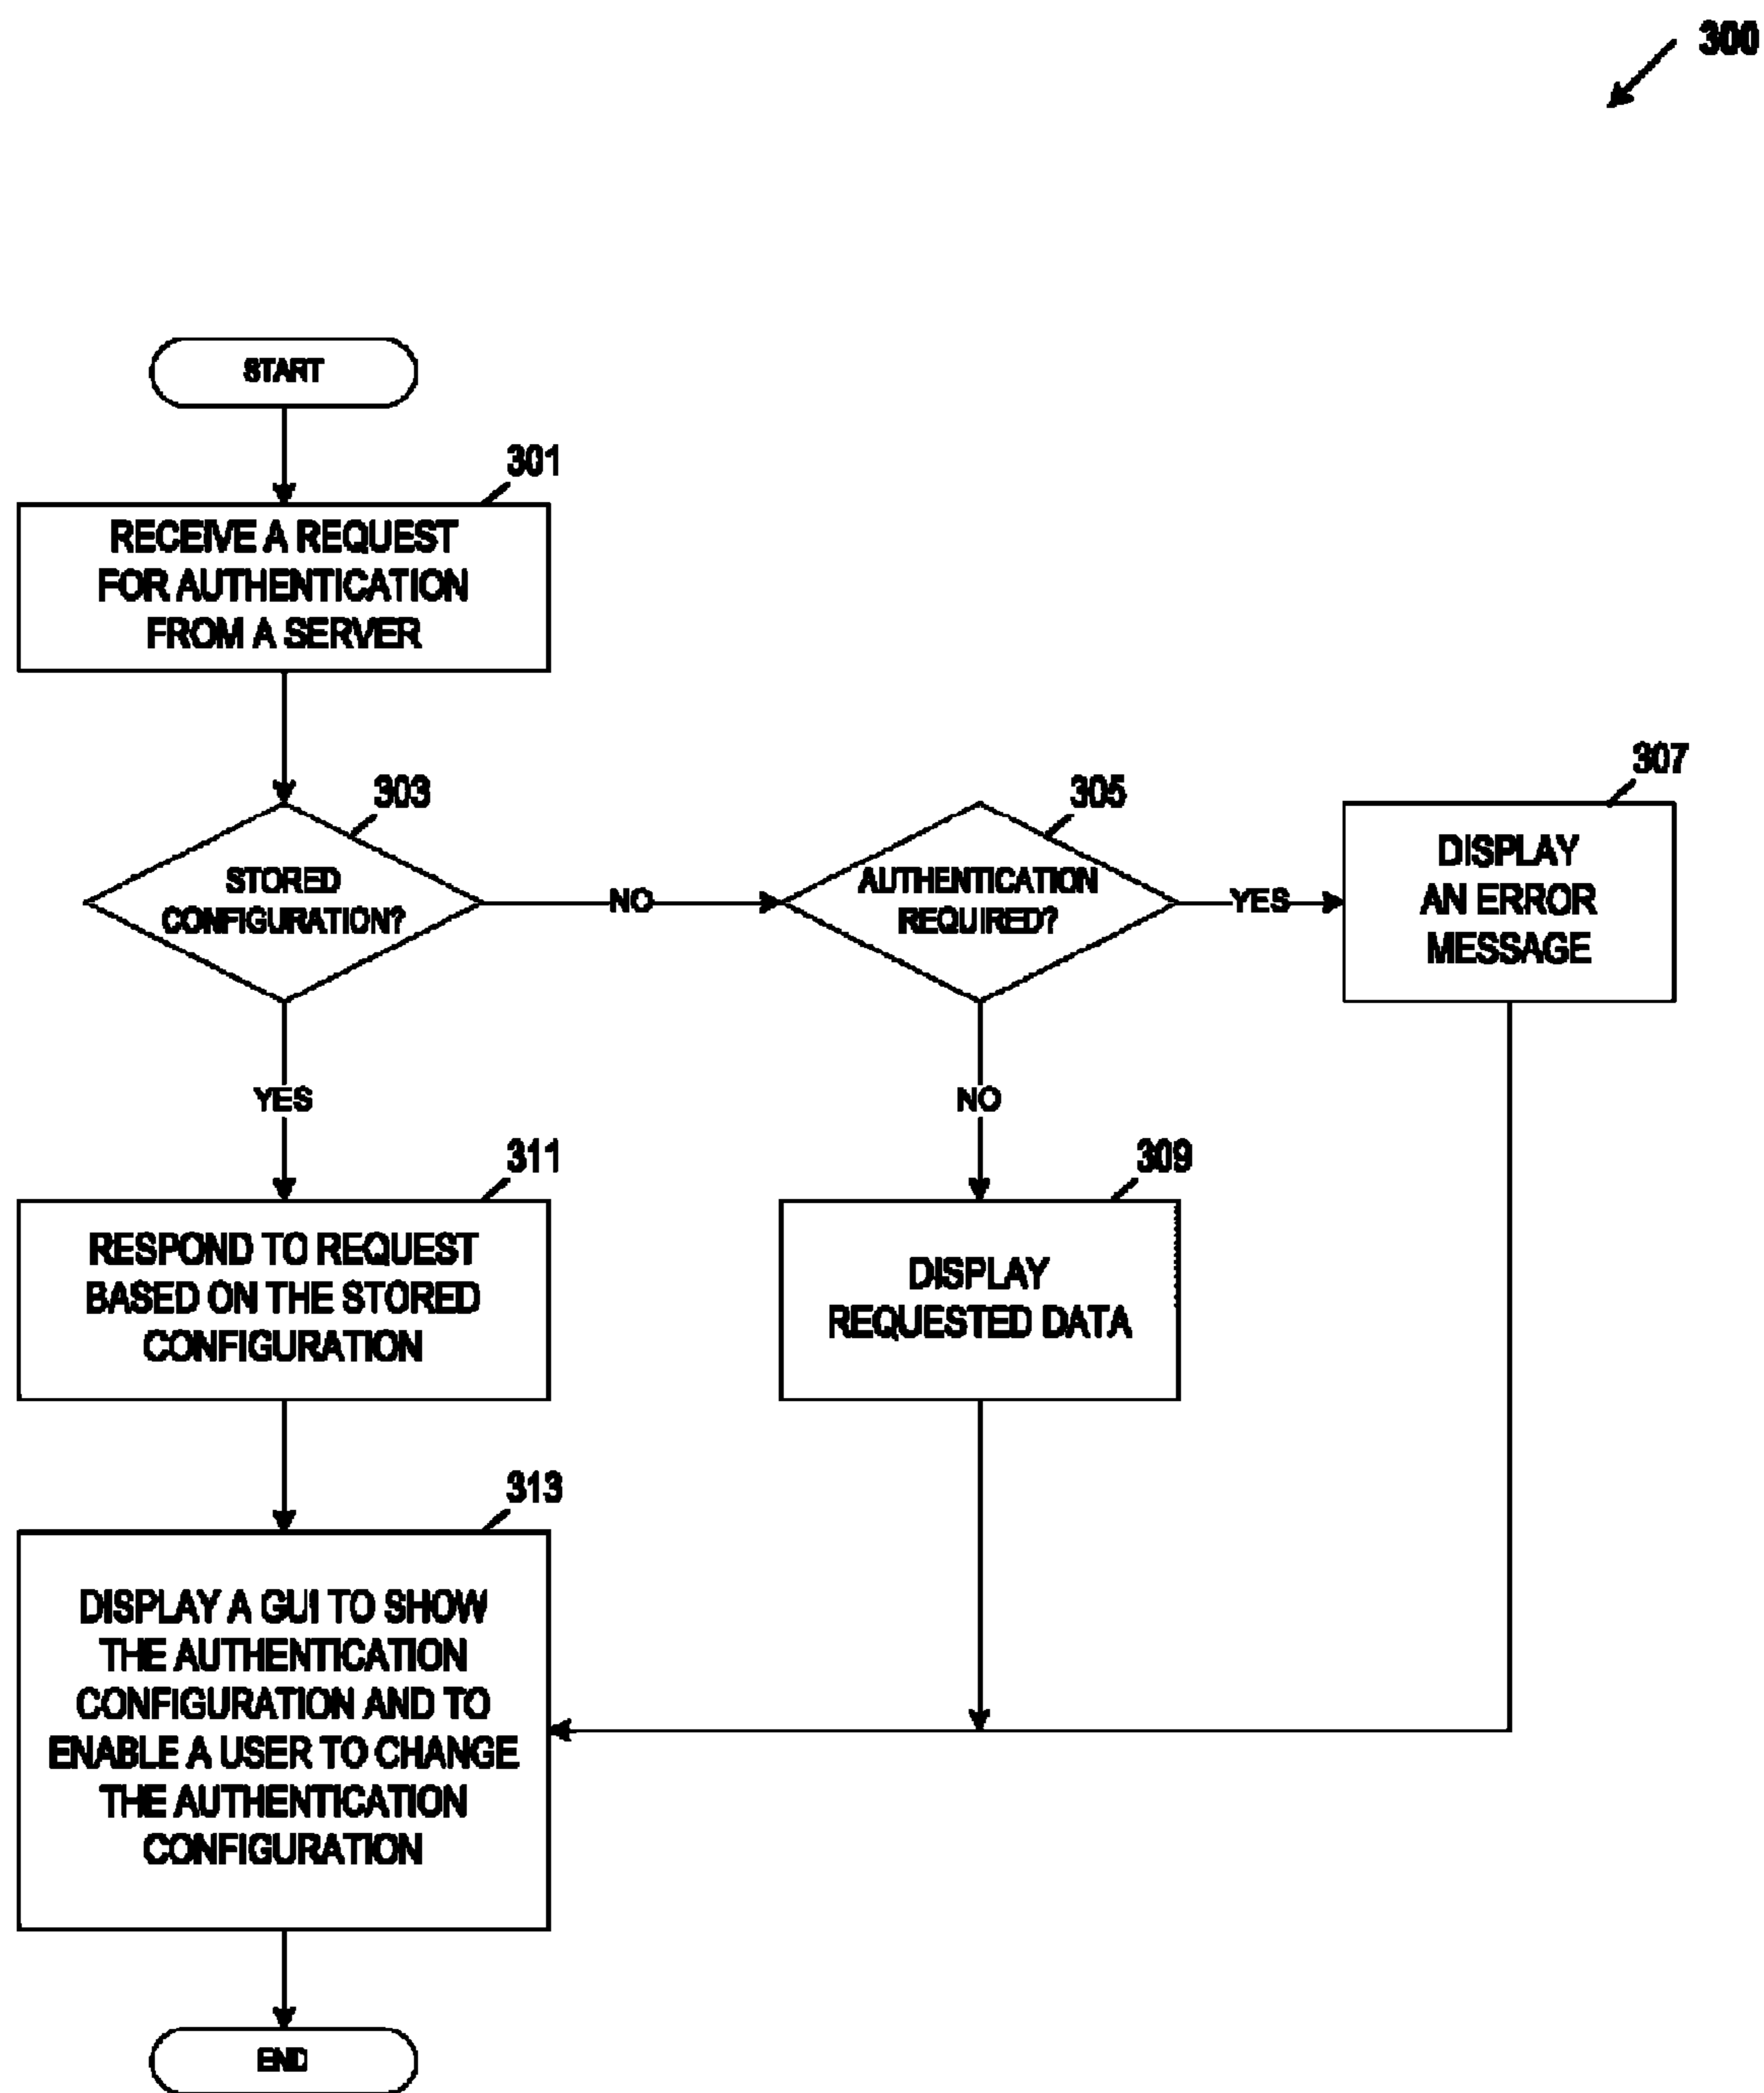 300
START
301
RECEIVE A REQUEST
FOR AUTHENTICATION
FROM A SERVER
303
STORED
CONFIGURATION?
NO
305
AUTHENTICATION
REQUIRED?
YES
307
DISPLAY
AN ERROR
MESSAGE
YES
NO
311
RESPOND TO REQUEST
BASED ON THE STORED
CONFIGURATION
309
DISPLAY
REQUESTED DATA
313
DISPLAY A GUI TO SHOW
THE AUTHENTICATION
CONFIGURATION AND TO
ENABLE A USER TO CHANGE
THE AUTHENTICATION
CONFIGURATION
END